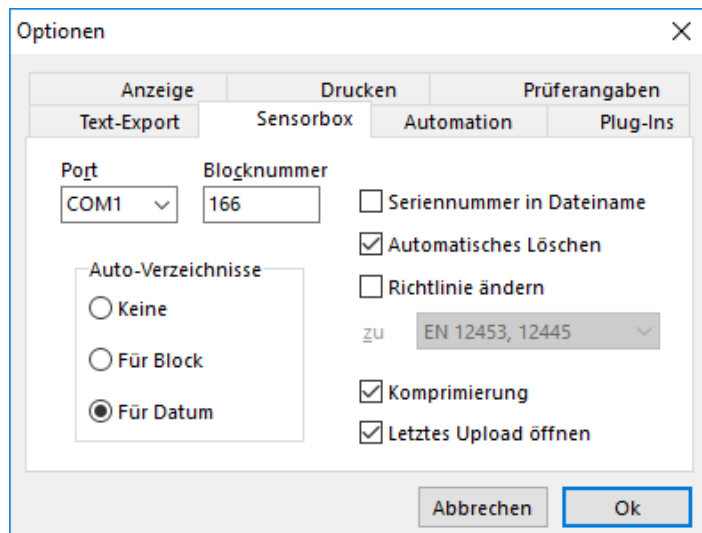 Optionen
Anzeige Drucken Prüferangaben
Text-Export Sensorbox Automation Plug-Ins
Port Blocknummer
COM1 166
Seriennummer in Dateiname
Automatisches Löschen
Auto-Verzeichnisse
Richtlinie ändern
Keine
zu EN 12453, 12445
Für Block
Komprimierung
Für Datum
Letztes Upload öffnen
Abbrechen Ok